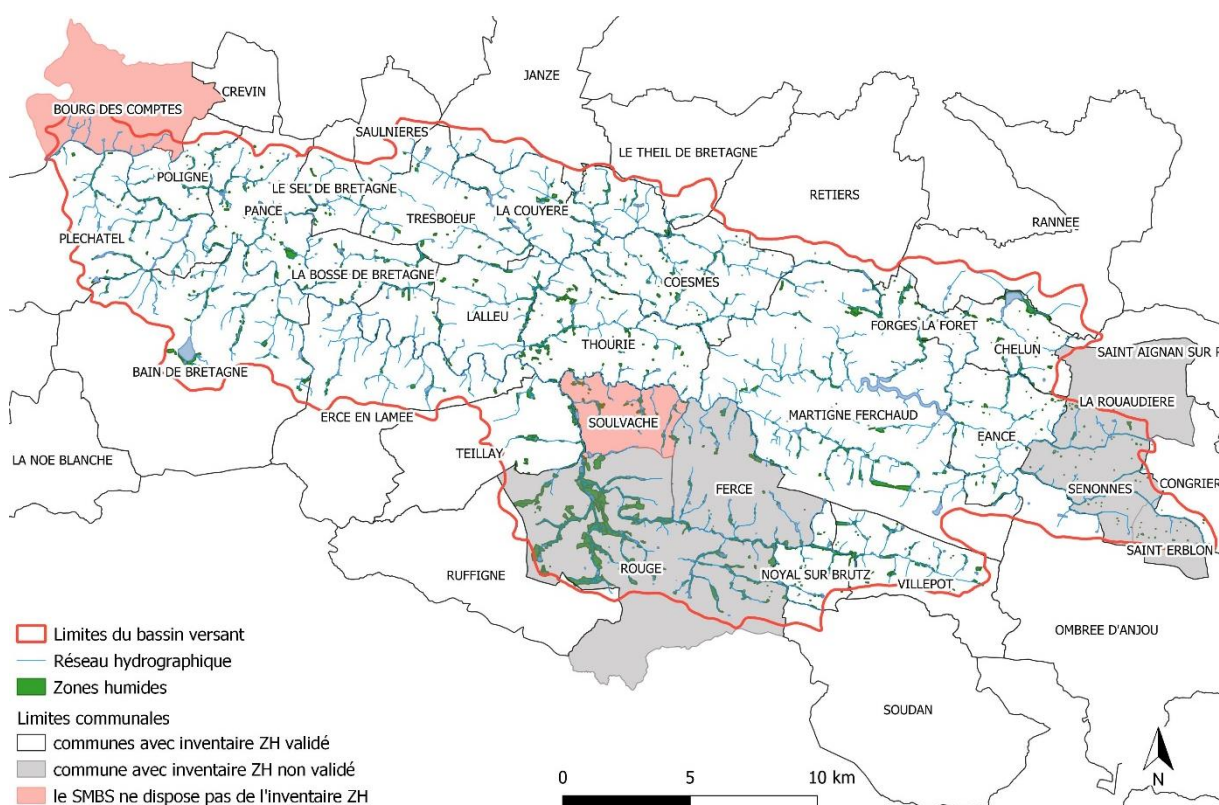 CREVIN
JANZE
BOURG DES COMPTES
SAULNIERES
LE THEIL DE BRETAGNE
POLIGNE
LE SEL DE BRETAGNE
RETIERS
PANCE
TRESBOEUF
LA COUYERE
RANNEE
PLECHATEL
LA BOSSE DE BRETAGNE
COESMES
LALLEU
FORGES LA FORET
THOURIE
CHELUN
SAINT AIGNAN SUR
BAIN DE BRETAGNE
LA ROUAUDIERE
ERCE EN LAMEE
SOULVACHE
MARTIGNE FERCHAUD
EANCE
LA NOE BLANCHE
TEILLAY
FERCE
SENONNES
CONGRIER
SAINT ERBLON
RUFFIGNE
ROUGE
NOYAL SUR BRUTZ
VILLEPOT
OMBREE D'ANJOU
SOUDAN
Limites du bassin versant
Réseau hydrographique
Zones humides
Limites communales
communes avec inventaire ZH validé
commune avec inventaire ZH non validé
le SMBS ne dispose pas de l'inventaire ZH
0 5 10 km
N